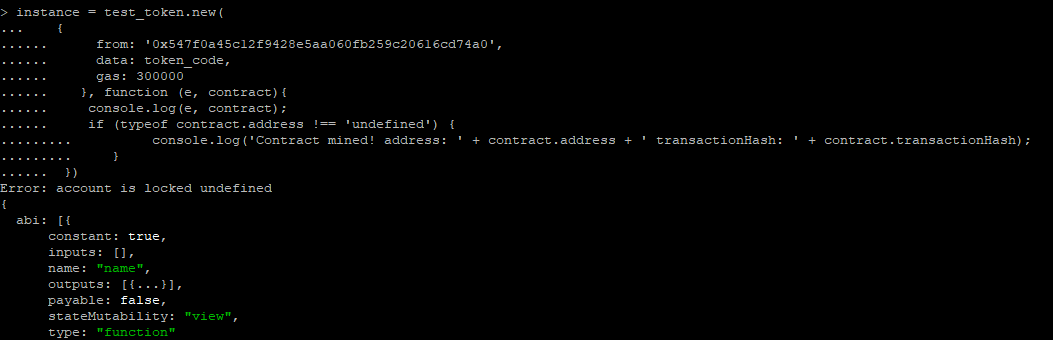 > instance = test_token.new(
...     {
......      from: '0x547f0a45c12f9428e5aa060fb259c20616cd74a0',
......      data: token_code,
......      gas: 300000
......    }, function (e, contract){
......     console.log(e, contract);
......     if (typeof contract.address !== 'undefined') {
.........          console.log('Contract mined! address: ' + contract.address + ' transactionHash: ' + contract.transactionHash);
.........     }
......  })
Error: account is locked undefined
{
  abi: [{
      constant: true,
      inputs: [],
      name: "name",
      outputs: [{...}],
      payable: false,
      stateMutability: "view",
      type: "function"